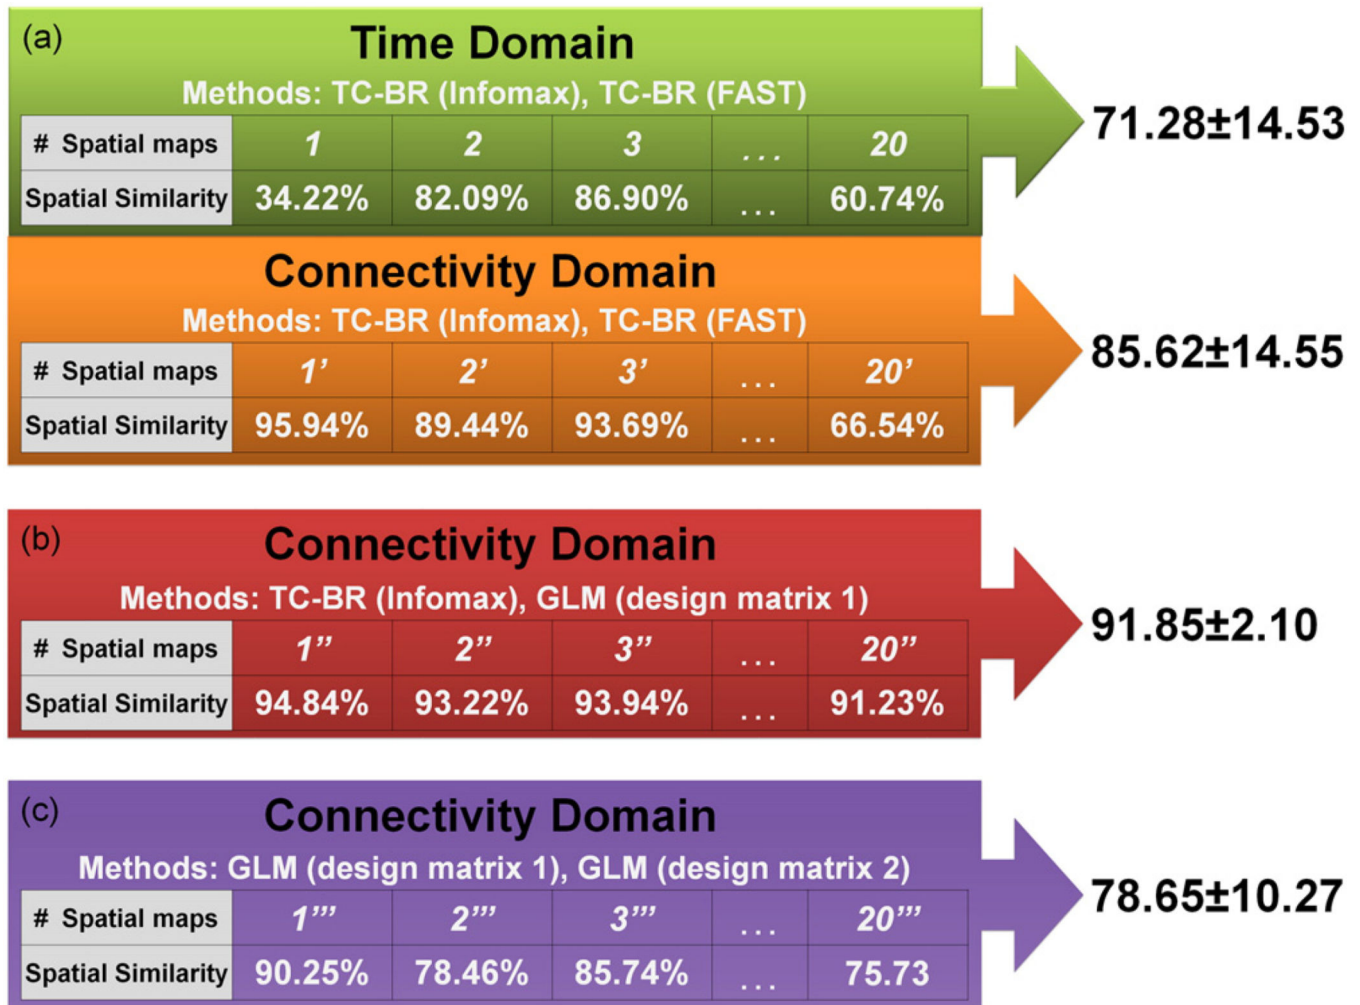 (a) Time Domain
Methods: TC-BR (Infomax), TC-BR (FAST)
# Spatial maps 1 2 3 ... 20
Spatial Similarity 34.22% 82.09% 86.90% ... 60.74%
71.28±14.53
Connectivity Domain
Methods: TC-BR (Infomax), TC-BR (FAST)
# Spatial maps 1’ 2’ 3’ ... 20’
Spatial Similarity 95.94% 89.44% 93.69% ... 66.54%
85.62±14.55
(b) Connectivity Domain
Methods: TC-BR (Infomax), GLM (design matrix 1)
# Spatial maps 1’’ 2’’ 3’’ ... 20’’
Spatial Similarity 94.84% 93.22% 93.94% ... 91.23%
91.85±2.10
(c) Connectivity Domain
Methods: GLM (design matrix 1), GLM (design matrix 2)
# Spatial maps 1’’’ 2’’’ 3’’’ ... 20’’’
Spatial Similarity 90.25% 78.46% 85.74% ... 75.73
78.65±10.27